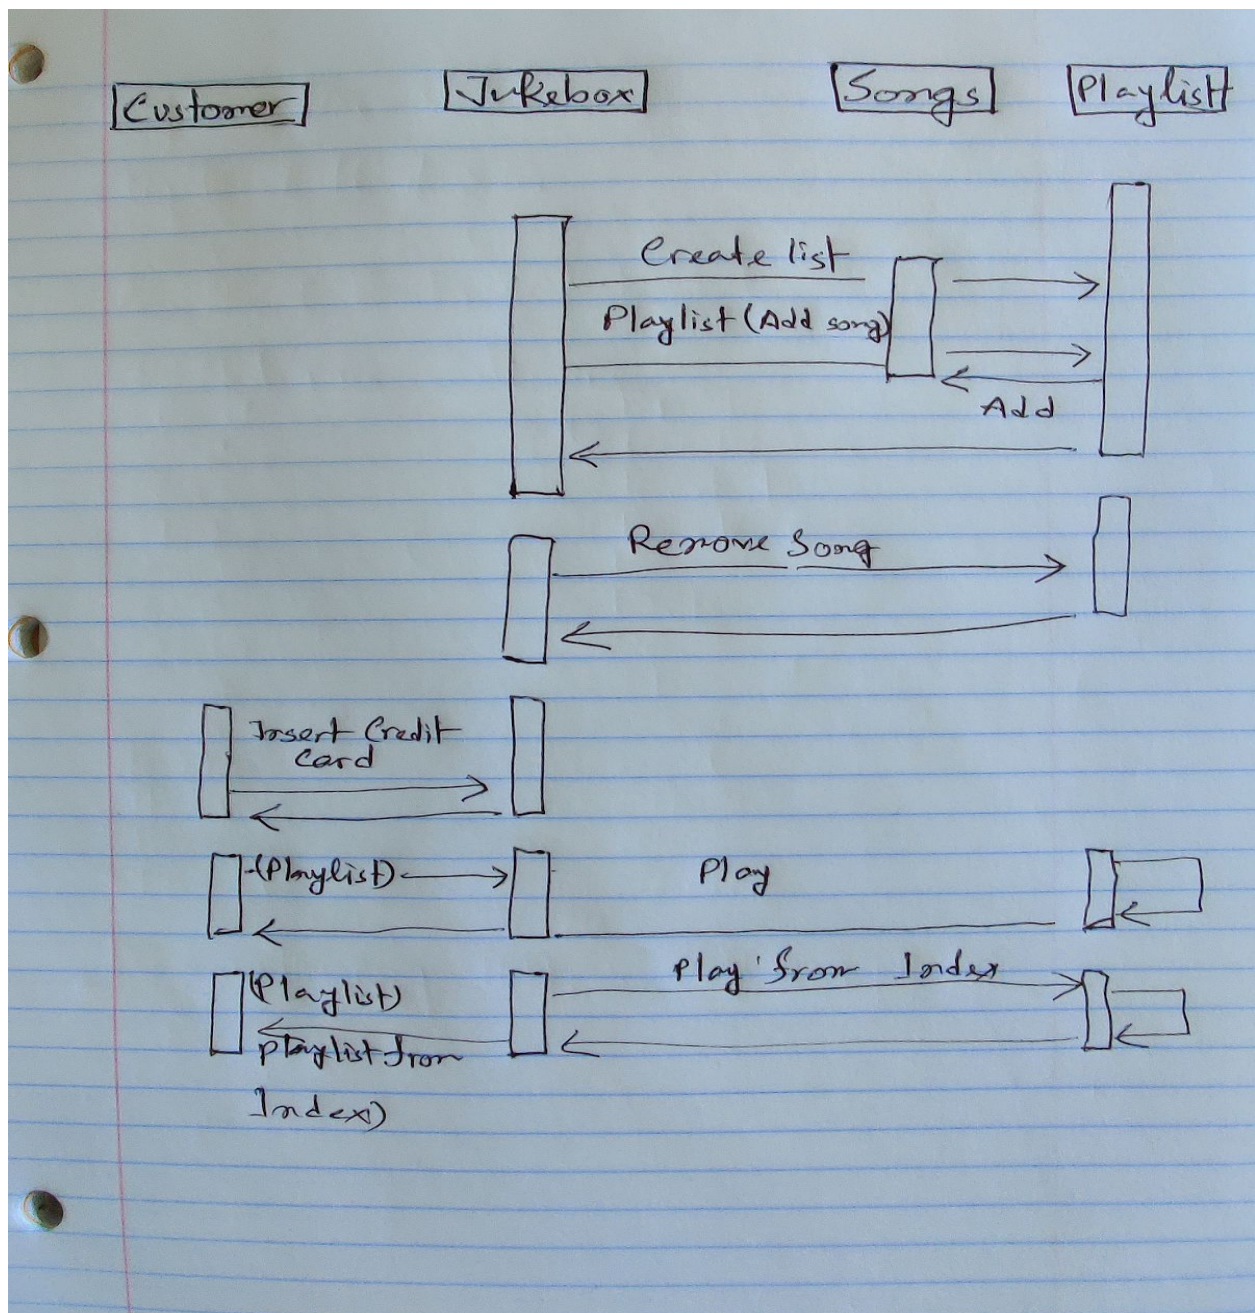 Customer Jukebox Songs Playlist
Create list
Playlist (Add song)
Add
Remove Song
Insert Credit
Card
(Playlist) Play
Play from Index
(Playlist)
Playlist from
Index)